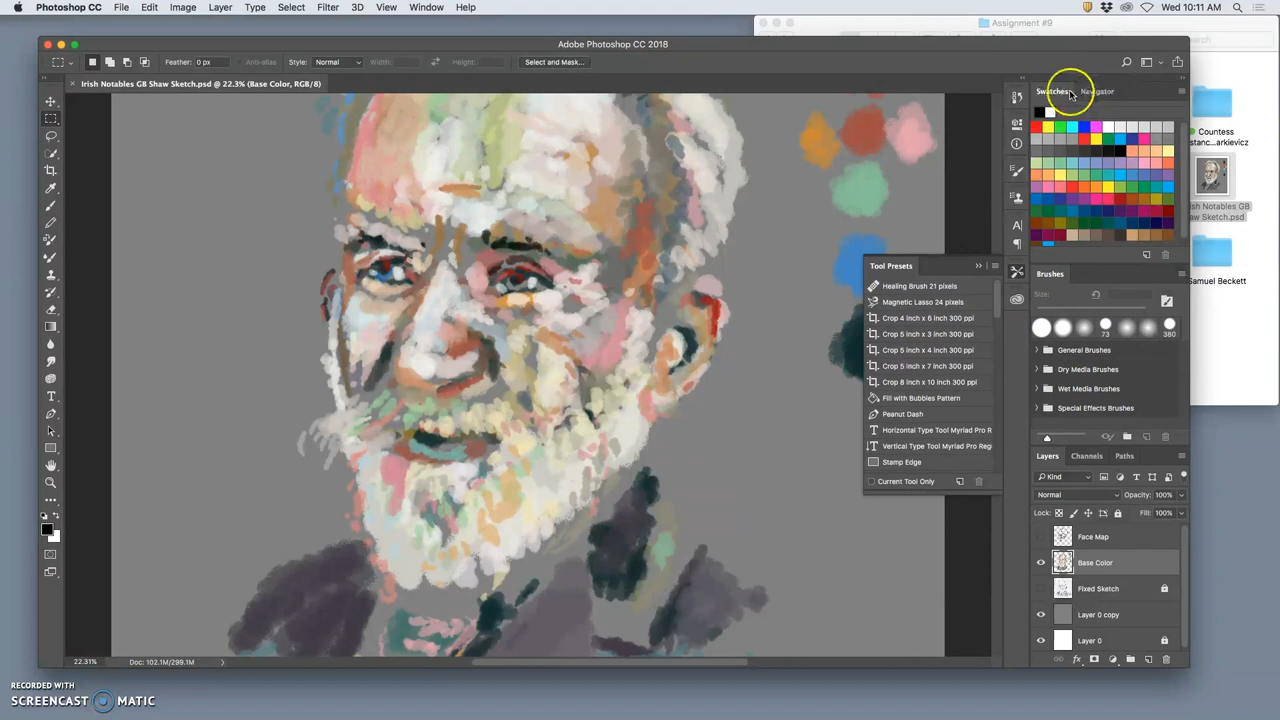 Photoshop CC File Edit Image Layer Type Select Filter 3D View Window Help Wed 10:11 AM
Assignment #9
Adobe Photoshop CC 2018
Feather: 0 px Anti-alias Style: Normal Width: Height: Select and Mask...
Irish Notables GB Shaw Sketch.psd @ 22.3% (Base Color, RGB/8)
Swatches Navigator
Countess
Irish Notables GB
Shaw Sketch.psd
Samuel Beckett
Tool Presets
Healing Brush 21 pixels
Magnetic Lasso 24 pixels
Crop 4 inch x 6 inch 300 ppi
Crop 5 inch x 3 inch 300 ppi
Crop 5 inch x 4 inch 300 ppi
Crop 5 inch x 7 inch 300 ppi
Crop 8 inch x 10 inch 300 ppi
Fill with Bubbles Pattern
Peanut Dash
Horizontal Type Tool Myriad Pro R
Vertical Type Tool Myriad Pro Reg
Stamp Edge
Current Tool Only
Brushes
Size:
73 380
General Brushes
Dry Media Brushes
Wet Media Brushes
Special Effects Brushes
Layers Channels Paths
Kind
Normal Opacity: 100%
Lock: Fill: 100%
Face Map
Base Color
Fixed Sketch
Layer 0 copy
Layer 0
22.31% Doc: 102.1M/299.1M
RECORDED WITH
SCREENCAST MATIC